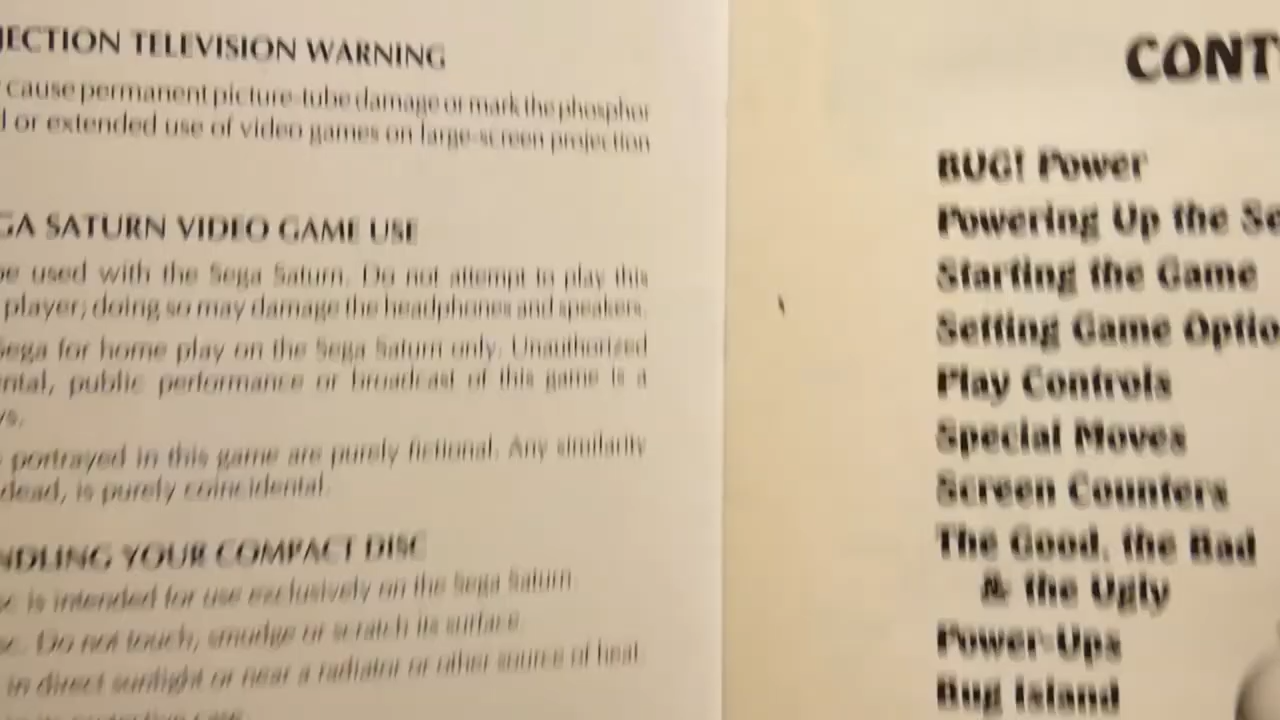 JECTION TELEVISION WARNING
cause permanent picture-tube damage or mark the phosphor
d or extended use of video games on large-screen projection
GA SATURN VIDEO GAME USE
be used with the Sega Saturn. Do not attempt to play this
player; doing so may damage the headphones and speakers.
Sega for home play on the Sega Saturn only. Unauthorized
ental, public performance or broadcast of this game is a
ws.
portrayed in this game are purely fictional. Any similarity
dead, is purely coincidental.
NDLING YOUR COMPACT DISC
sc is intended for use exclusively on the Sega Saturn.
sc. Do not touch, smudge or scratch its surface.
in direct sunlight or near a radiator or other source of heat.
protective case.
CONT
BUG! Power
Powering Up the Se
Starting the Game
Setting Game Optio
Play Controls
Special Moves
Screen Counters
The Good, the Bad
& the Ugly
Power-Ups
Bug Island